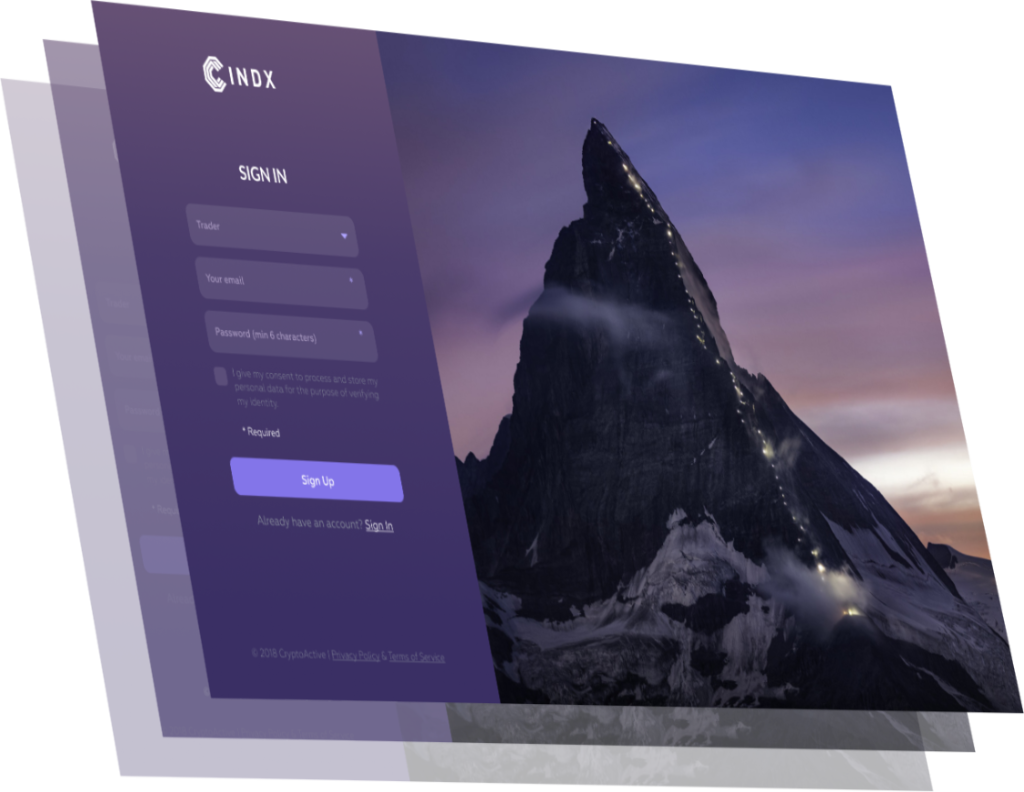 CINDX
SIGN IN
Trader
Your email *
Password (min 6 characters) *
I give my consent to process and store my
personal data for the purpose of verifying
my identity
* Required
Sign Up
Already have an account? Sign In
© 2018 CryptoActive | Privacy Policy & Terms of Service